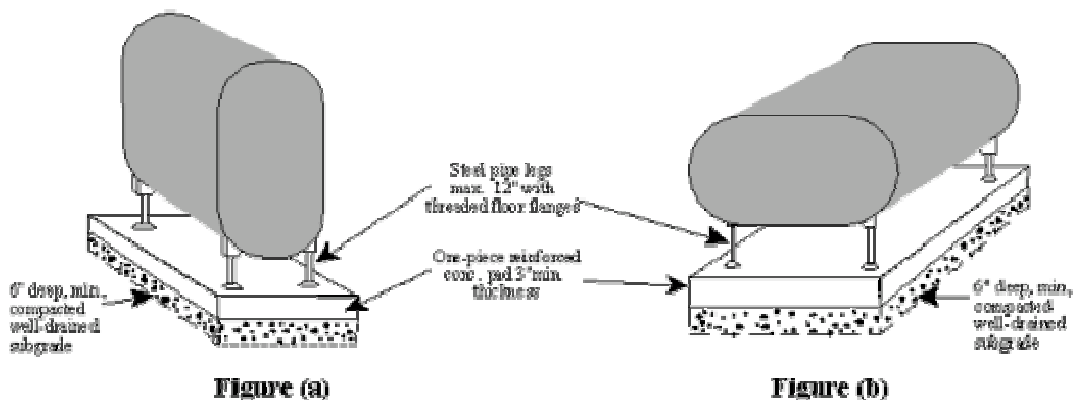 Steel pipe legs
max. 12" with
threaded floor flanges
One-piece reinforced
conc. pad 3" min.
thickness
6" deep, min.
compacted
well-drained
subgrade
6" deep, min.
compacted
well-drained
subgrade
Figure (a)
Figure (b)